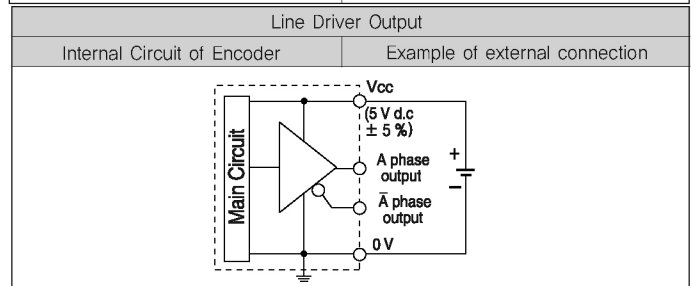 Line Driver Output
Internal Circuit of Encoder
Example of external connection
Main Circuit
Vcc
(5 V d.c
± 5 %)
A phase
output
+
−
Ā phase
output
0 V